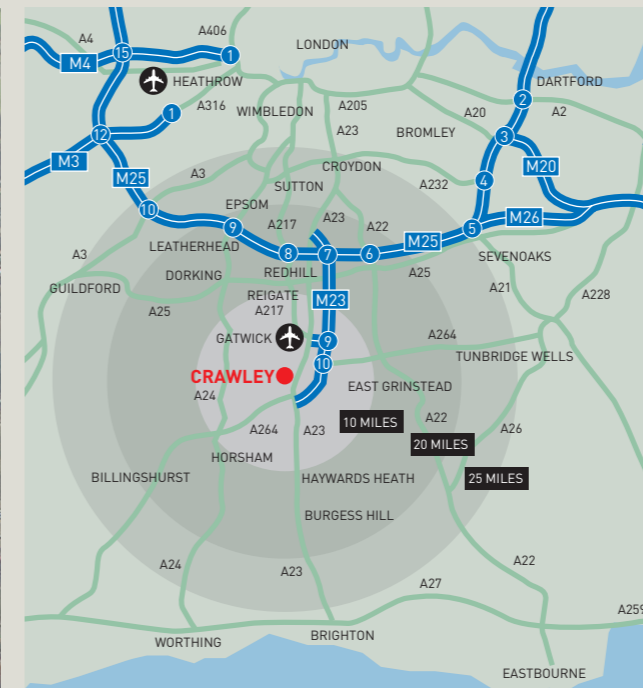 A4
A406
LONDON
15
M4
1
HEATHROW
DARTFORD
2
1
A316
WIMBLEDON
A205
A20
A2
12
A23
BROMLEY
3
M3
CROYDON
M20
M25
A3
SUTTON
A232
4
10
EPSOM
A217
A23
A22
M26
9
5
LEATHERHEAD
M25
A3
8
7
6
SEVENOAKS
DORKING
REDHILL
A25
GUILDFORD
A21
REIGATE
M23
A228
A25
A217
GATWICK
9
A264
TUNBRIDGE WELLS
10
CRAWLEY
EAST GRINSTEAD
A24
A22
10 MILES
A264
A23
A26
20 MILES
HORSHAM
BILLINGSHURST
HAYWARDS HEATH
25 MILES
BURGESS HILL
A24
A22
A23
A27
A259
WORTHING
BRIGHTON
EASTBOURNE